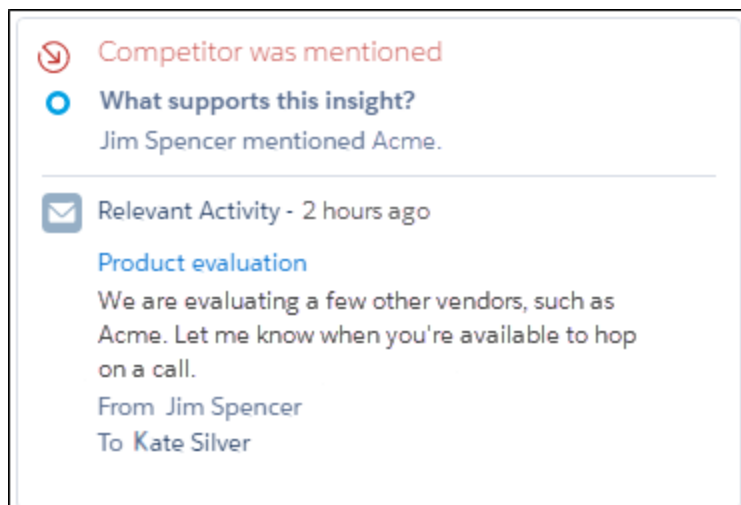 Competitor was mentioned
What supports this insight?
Jim Spencer mentioned Acme.
Relevant Activity - 2 hours ago
Product evaluation
We are evaluating a few other vendors, such as
Acme. Let me know when you're available to hop
on a call.
From Jim Spencer
To Kate Silver